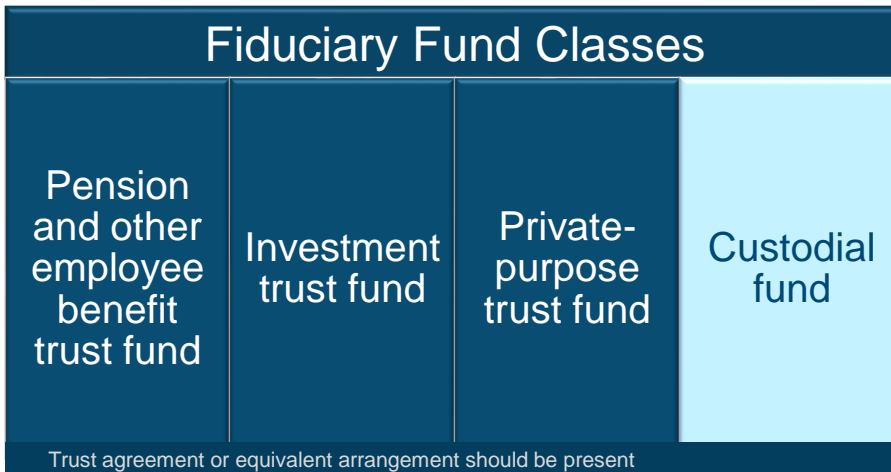 Fiduciary Fund Classes
Pension
and other
employee
benefit
trust fund
Investment
trust fund
Private-
purpose
trust fund
Custodial
fund
Trust agreement or equivalent arrangement should be present